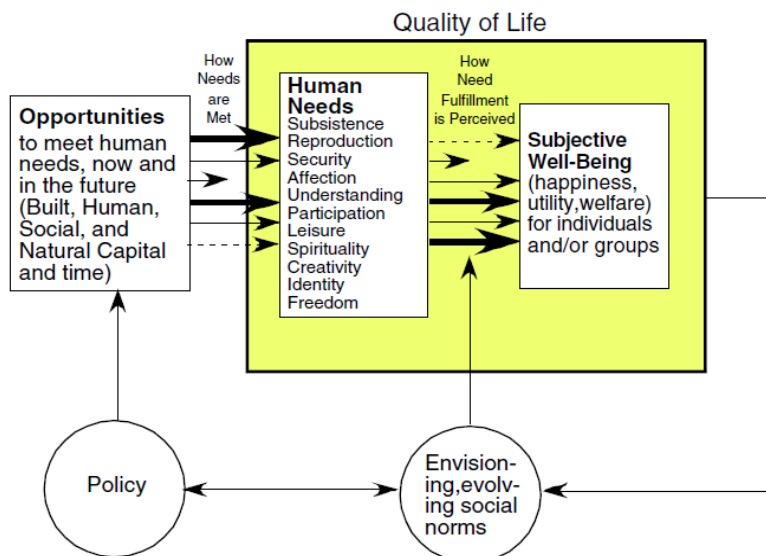 Quality of Life
How
Needs
are
Met
Opportunities
to meet human
needs, now and
in the future
(Built, Human,
Social, and
Natural Capital
and time)
Human
Needs
Subsistence
Reproduction
Security
Affection
Understanding
Participation
Leisure
Spirituality
Creativity
Identity
Freedom
How
Need
Fulfillment
is Perceived
Subjective
Well-Being
(happiness,
utility,welfare)
for individuals
and/or groups
Policy
Envision-
ing,evolv-
ing social
norms